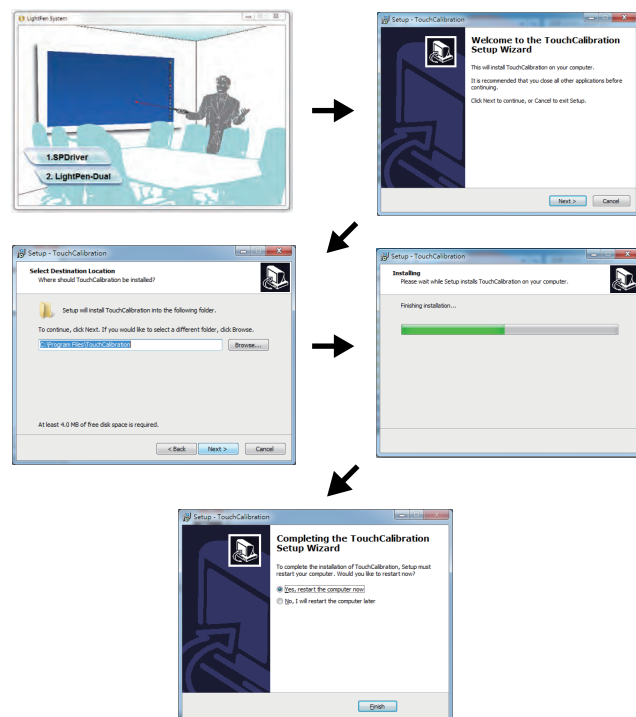 LightPen System
1.SPDriver
2. LightPen-Dual
Setup - TouchCalibration
Welcome to the TouchCalibration
Setup Wizard
This will install TouchCalibration on your computer.
It is recommended that you close all other applications before
continuing.
Click Next to continue, or Cancel to exit Setup.
Next >
Cancel
Setup - TouchCalibration
Select Destination Location
Where should TouchCalibration be installed?
Setup will install TouchCalibration into the following folder.
To continue, click Next. If you would like to select a different folder, click Browse.
C:\Program Files\TouchCalibration
Browse...
At least 4.0 MB of free disk space is required.
< Back
Next >
Cancel
Setup - TouchCalibration
Installing
Please wait while Setup installs TouchCalibration on your computer.
Finishing installation...
Setup - TouchCalibration
Completing the TouchCalibration
Setup Wizard
To complete the installation of TouchCalibration, Setup must
restart your computer. Would you like to restart now?
Yes, restart the computer now
No, I will restart the computer later
Finish